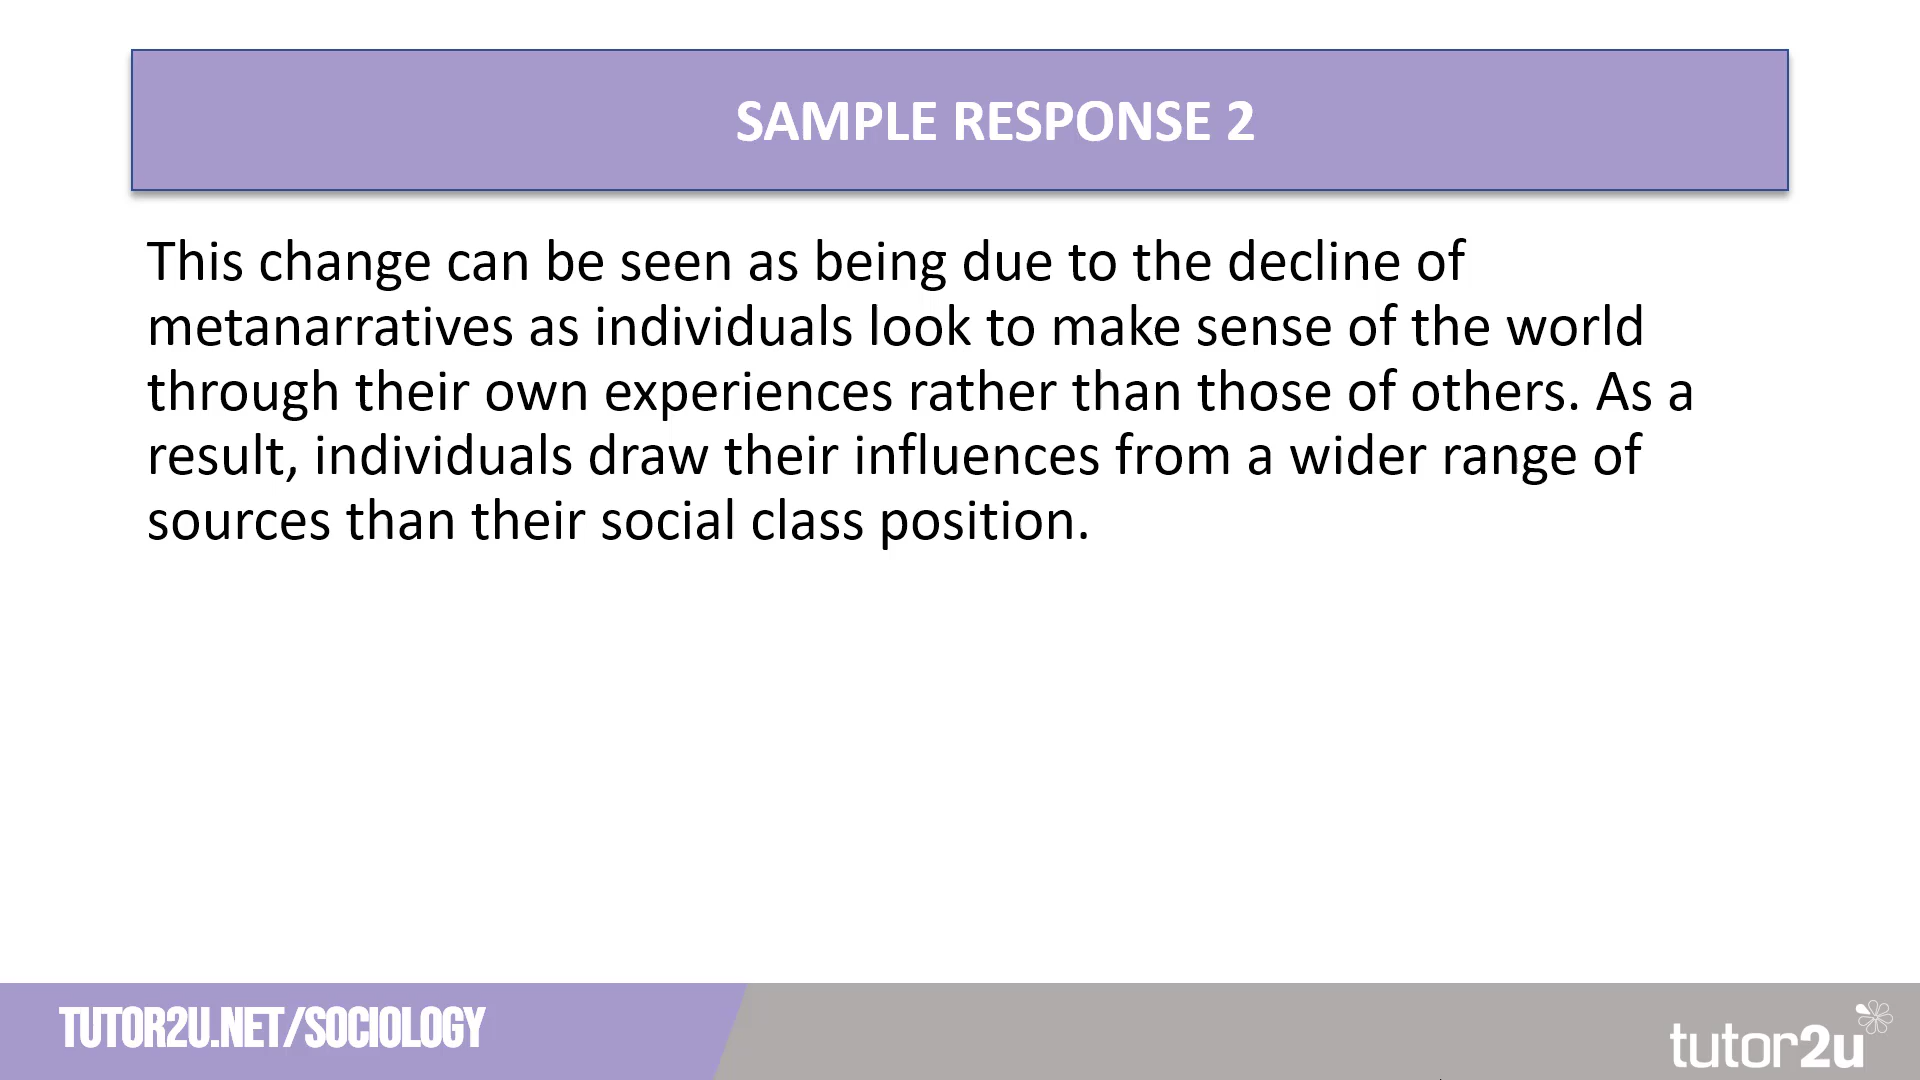 SAMPLE RESPONSE 2
This change can be seen as being due to the decline of
metanarratives as individuals look to make sense of the world
through their own experiences rather than those of others. As a
result, individuals draw their influences from a wider range of
sources than their social class position.
TUTOR2U.NET/SOCIOLOGY
tutor2u